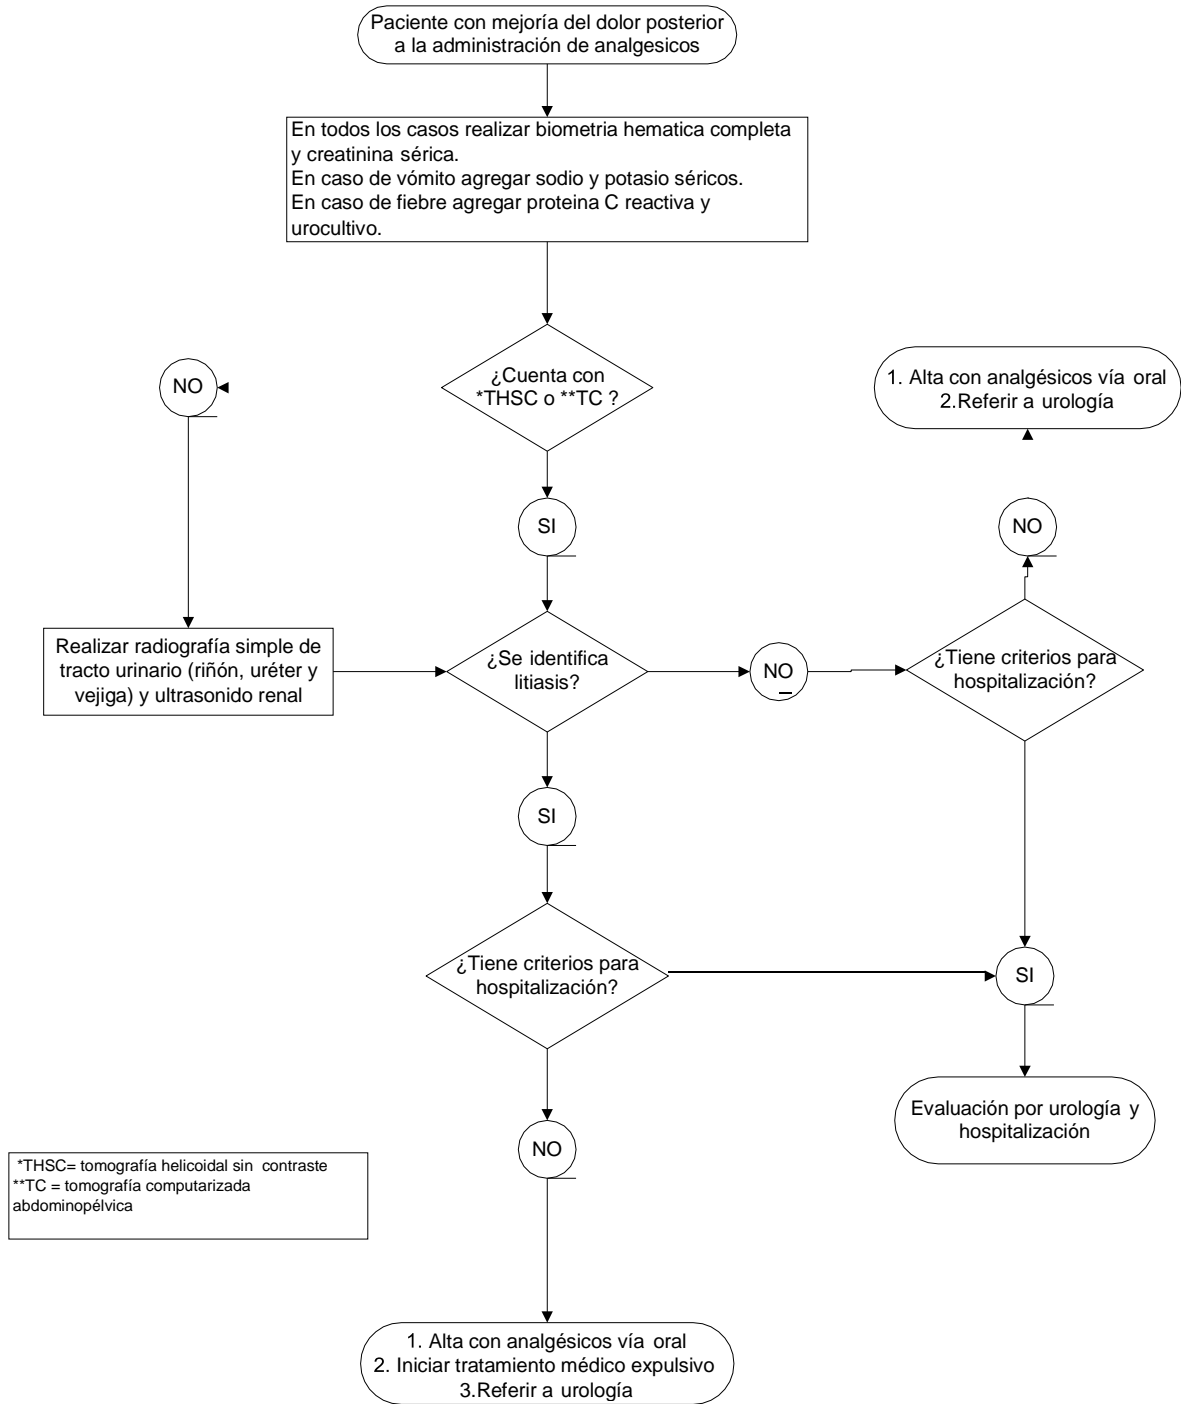 Paciente con mejoría del dolor posterior
a la administración de analgesicos
En todos los casos realizar biometria hematica completa
y creatinina sérica.
En caso de vómito agregar sodio y potasio séricos.
En caso de fiebre agregar proteina C reactiva y
urocultivo.
¿Cuenta con
*THSC o **TC ?
NO
1. Alta con analgésicos vía oral
2.Referir a urología
SI
NO
Realizar radiografía simple de
tracto urinario (riñón, uréter y
vejiga) y ultrasonido renal
¿Se identifica
litiasis?
NO
¿Tiene criterios para
hospitalización?
SI
¿Tiene criterios para
hospitalización?
SI
Evaluación por urología y
hospitalización
NO
*THSC= tomografía helicoidal sin contraste
**TC = tomografía computarizada
abdominopélvica
1. Alta con analgésicos vía oral
2. Iniciar tratamiento médico expulsivo
3.Referir a urología